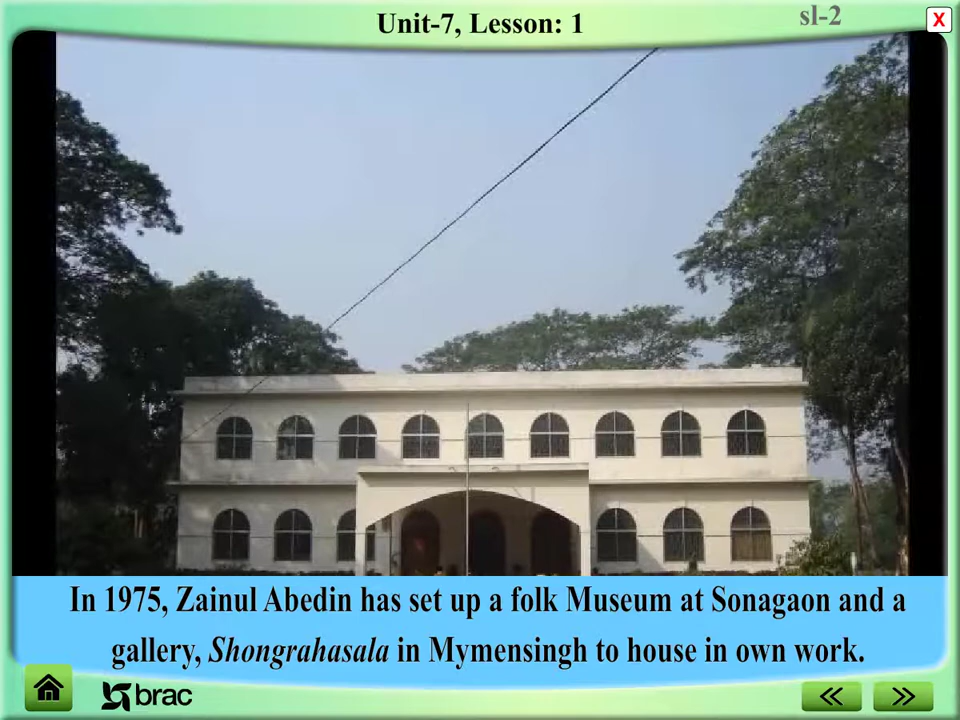 Unit-7, Lesson: 1
sl-2
X
In 1975, Zainul Abedin has set up a folk Museum at Sonagaon and a
gallery, Shongrahasala in Mymensingh to house in own work.
brac